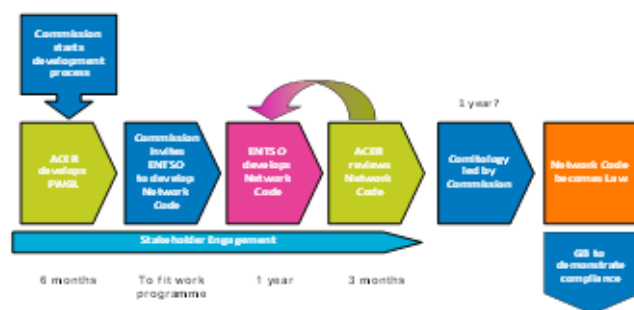 Commission
starts
development
process
1 year?
ACER
develops
FWGL
Commission
invites
ENTSO
to develop
Network
Code
ENTSO
develops
Network
Code
ACER
reviews
Network
Code
Comitology
led by
Commission
Network Code
becomes Law
Stakeholder Engagement
GB to
demonstrate
compliance
6 months
To fit work
programme
1 year
3 months